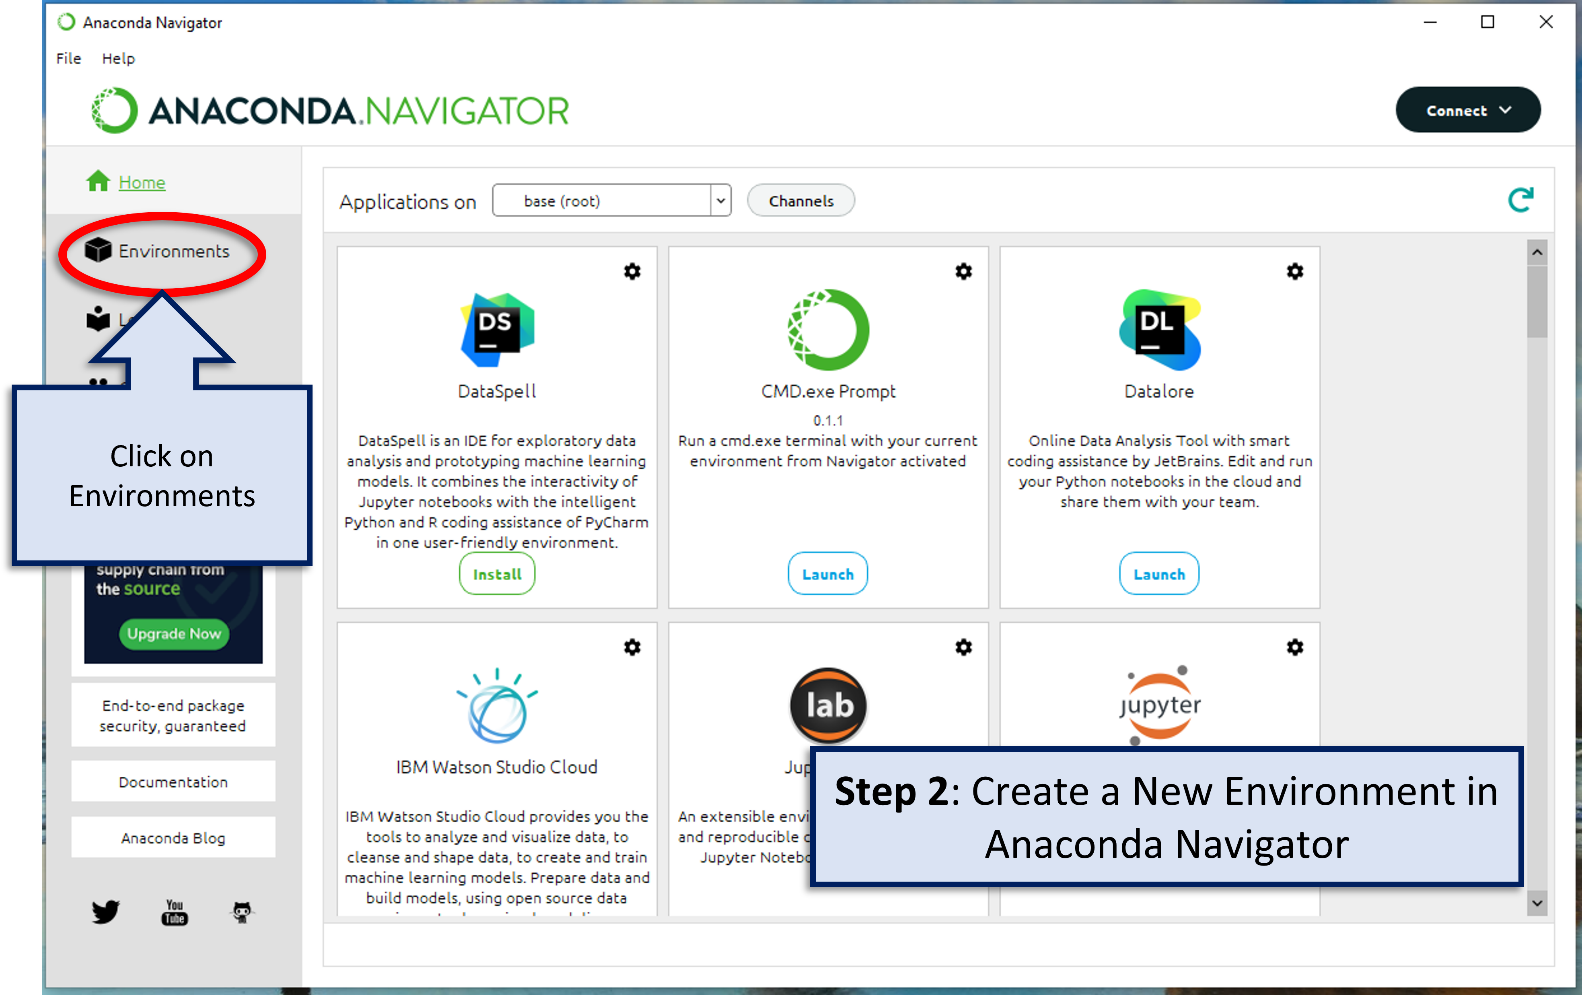 Anaconda Navigator
File Help
ANACONDA.NAVIGATOR
Connect
Home
Applications on base (root) Channels
Environments
Click on
Environments
supply chain from
the source
Upgrade Now
End-to-end package
security, guaranteed
Documentation
Anaconda Blog
You
Tube
DS
DataSpell
DataSpell is an IDE for exploratory data
analysis and prototyping machine learning
models. It combines the interactivity of
Jupyter notebooks with the intelligent
Python and R coding assistance of PyCharm
in one user-friendly environment.
Install
CMD.exe Prompt
0.1.1
Run a cmd.exe terminal with your current
environment from Navigator activated
Launch
DL
Datalore
Online Data Analysis Tool with smart
coding assistance by JetBrains. Edit and run
your Python notebooks in the cloud and
share them with your team.
Launch
IBM Watson Studio Cloud
IBM Watson Studio Cloud provides you the
tools to analyze and visualize data, to
cleanse and shape data, to create and train
machine learning models. Prepare data and
build models, using open source data
lab
Jup
An extensible envi
and reproducible
Jupyter Notebo
jupyter
Step 2: Create a New Environment in
Anaconda Navigator